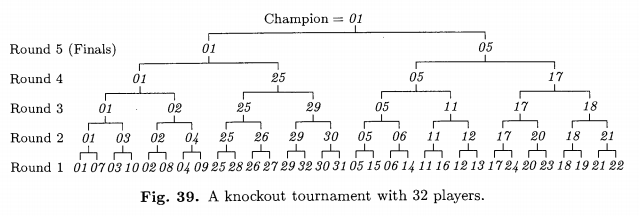 Champion = 01
Round 5 (Finals) 01 05
Round 4 01 25 05 17
Round 3 01 02 25 29 05 11 17 18
Round 2 01 03 02 04 25 26 29 30 05 06 11 12 17 20 18 21
Round 1 01 07 03 10 02 08 04 09 25 28 26 27 29 32 30 31 05 15 06 14 11 16 12 13 17 24 20 23 18 19 21 22
Fig. 39. A knockout tournament with 32 players.